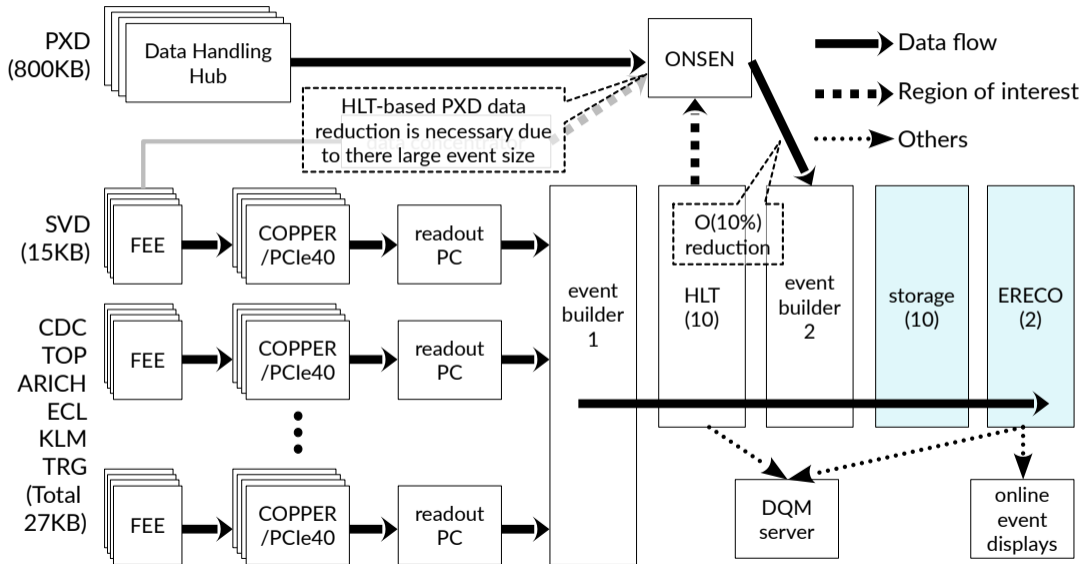 PXD
(800KB)
Data Handling
Hub
ONSEN
Data flow
Region of interest
Others
HLT-based PXD data
reduction is necessary due
to there large event size
data concentrator
SVD
(15KB)
FEE
COPPER
/PCIe40
readout
PC
O(10%)
reduction
event
builder
1
HLT
(10)
event
builder
2
storage
(10)
ERECO
(2)
CDC
TOP
ARICH
ECL
KLM
TRG
(Total
27KB)
FEE
COPPER
/PCIe40
readout
PC
FEE
COPPER
/PCIe40
readout
PC
DQM
server
online
event
displays